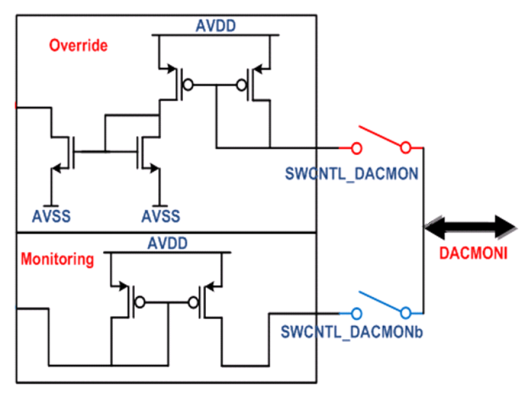 AVDD
Override
SWCNTL_DACMON
AVSS
AVSS
DACMONI
AVDD
Monitoring
SWCNTL_DACMONb